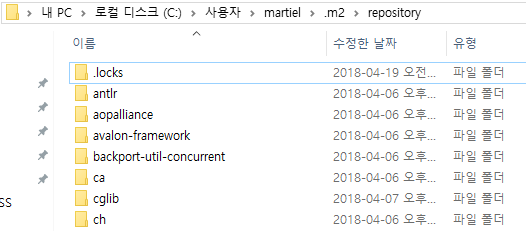 내 PC > 로컬 디스크 (C:) > 사용자 > martiel > .m2 > repository
이름 수정한 날짜 유형
.locks 2018-04-19 오전... 파일 폴더
antlr 2018-04-06 오후... 파일 폴더
aopalliance 2018-04-06 오후... 파일 폴더
avalon-framework 2018-04-06 오후... 파일 폴더
backport-util-concurrent 2018-04-06 오후... 파일 폴더
ca 2018-04-06 오후... 파일 폴더
cglib 2018-04-07 오후... 파일 폴더
ss ch 2018-04-06 오후... 파일 폴더